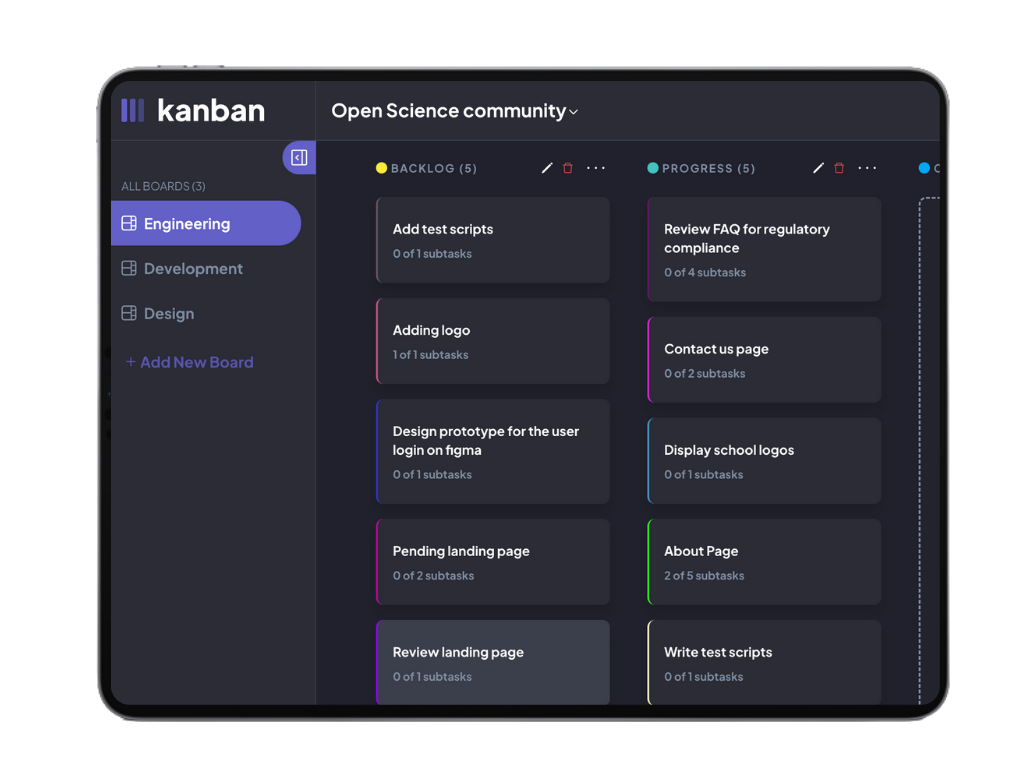 kanban
Open Science community
ALL BOARDS (3)
Engineering
Development
Design
+ Add New Board
BACKLOG (5)
Add test scripts
0 of 1 subtasks
Adding logo
1 of 1 subtasks
Design prototype for the user
login on figma
0 of 1 subtasks
Pending landing page
0 of 2 subtasks
Review landing page
0 of 1 subtasks
PROGRESS (5)
Review FAQ for regulatory
compliance
0 of 4 subtasks
Contact us page
0 of 2 subtasks
Display school logos
0 of 1 subtasks
About Page
2 of 5 subtasks
Write test scripts
0 of 1 subtasks